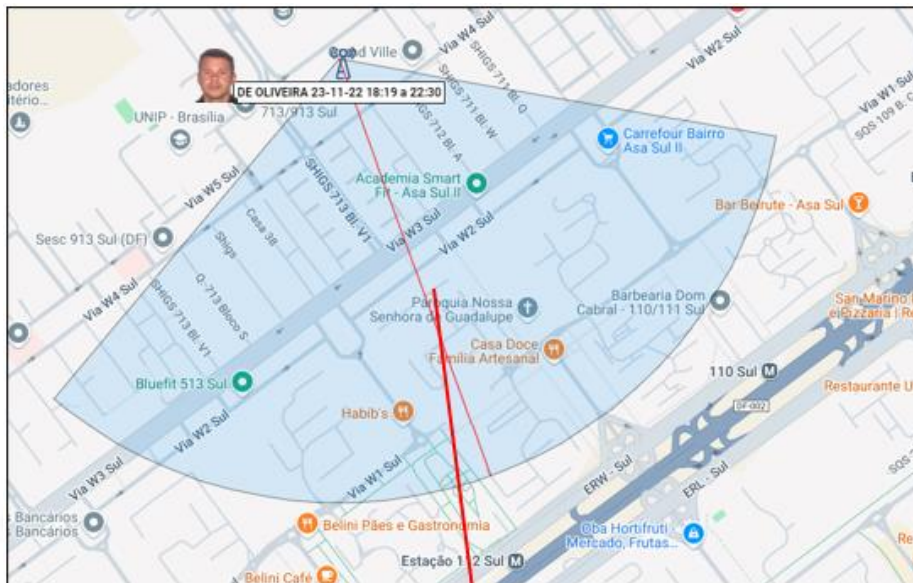 Via W4 Sul
Via W2 Sul
Good Ville
SHIGS 711 Bl. Q
Via W1 Sul
SQS 109 B.
adores
itério...
DE OLIVEIRA 23-11-22 18:19 a 22:30
713/913 Sul
UNIP - Brasília
SHIGS 711 Bl. W
SHIGS 712 Bl. A
Carrefour Bairro
Asa Sul II
Academia Smart
Fit - Asa Sul II
SHIGS 713 Bl. V1
Via W5 Sul
Via W3 Sul
Via W2 Sul
Bar Beirute - Asa Sul
Casa 38
Shigs
Sesc 913 Sul (DF)
Q. 713 Bloco S
Via W4 Sul
SHIGS 713 Bl. V1
Paróquia Nossa
Senhora de Guadalupe
Barbearia Dom
Cabral - 110/111 Sul
San Marino
e Pizzaria | Re
Casa Doce
Família Artesanal
110 Sul M
Restaurante U
Bluefit 513 Sul
DF-002
Habib's
Via W2 Sul
Via W3 Sul
Via W1 Sul
ERW - Sul
ERL - Sul
SQS
s Bancários
Bancários
Belini Pães e Gastronomia
Oba Hortifruti -
Mercado, Frutas...
Re
Estação 112 Sul M
Belini Café